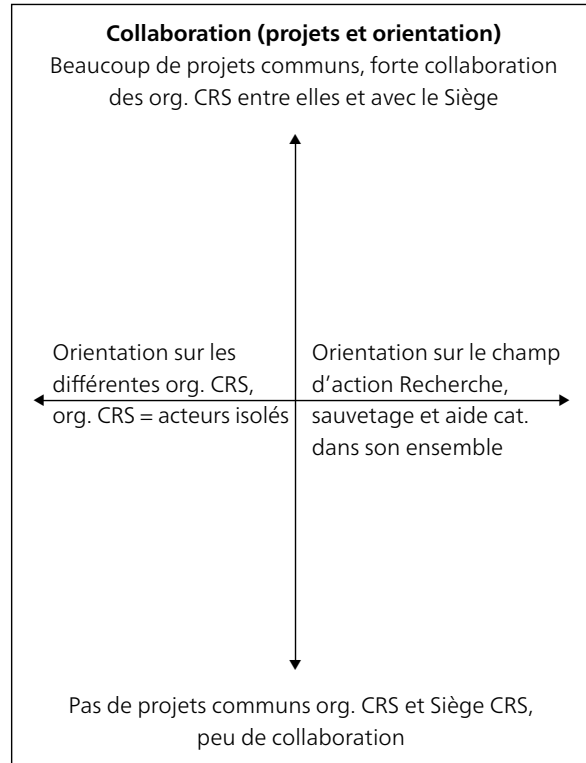 Collaboration (projets et orientation)
Beaucoup de projets communs, forte collaboration
des org. CRS entre elles et avec le Siège
Orientation sur les
différentes org. CRS,
org. CRS = acteurs isolés
Orientation sur le champ
d’action Recherche,
sauvetage et aide cat.
dans son ensemble
Pas de projets communs org. CRS et Siège CRS,
peu de collaboration